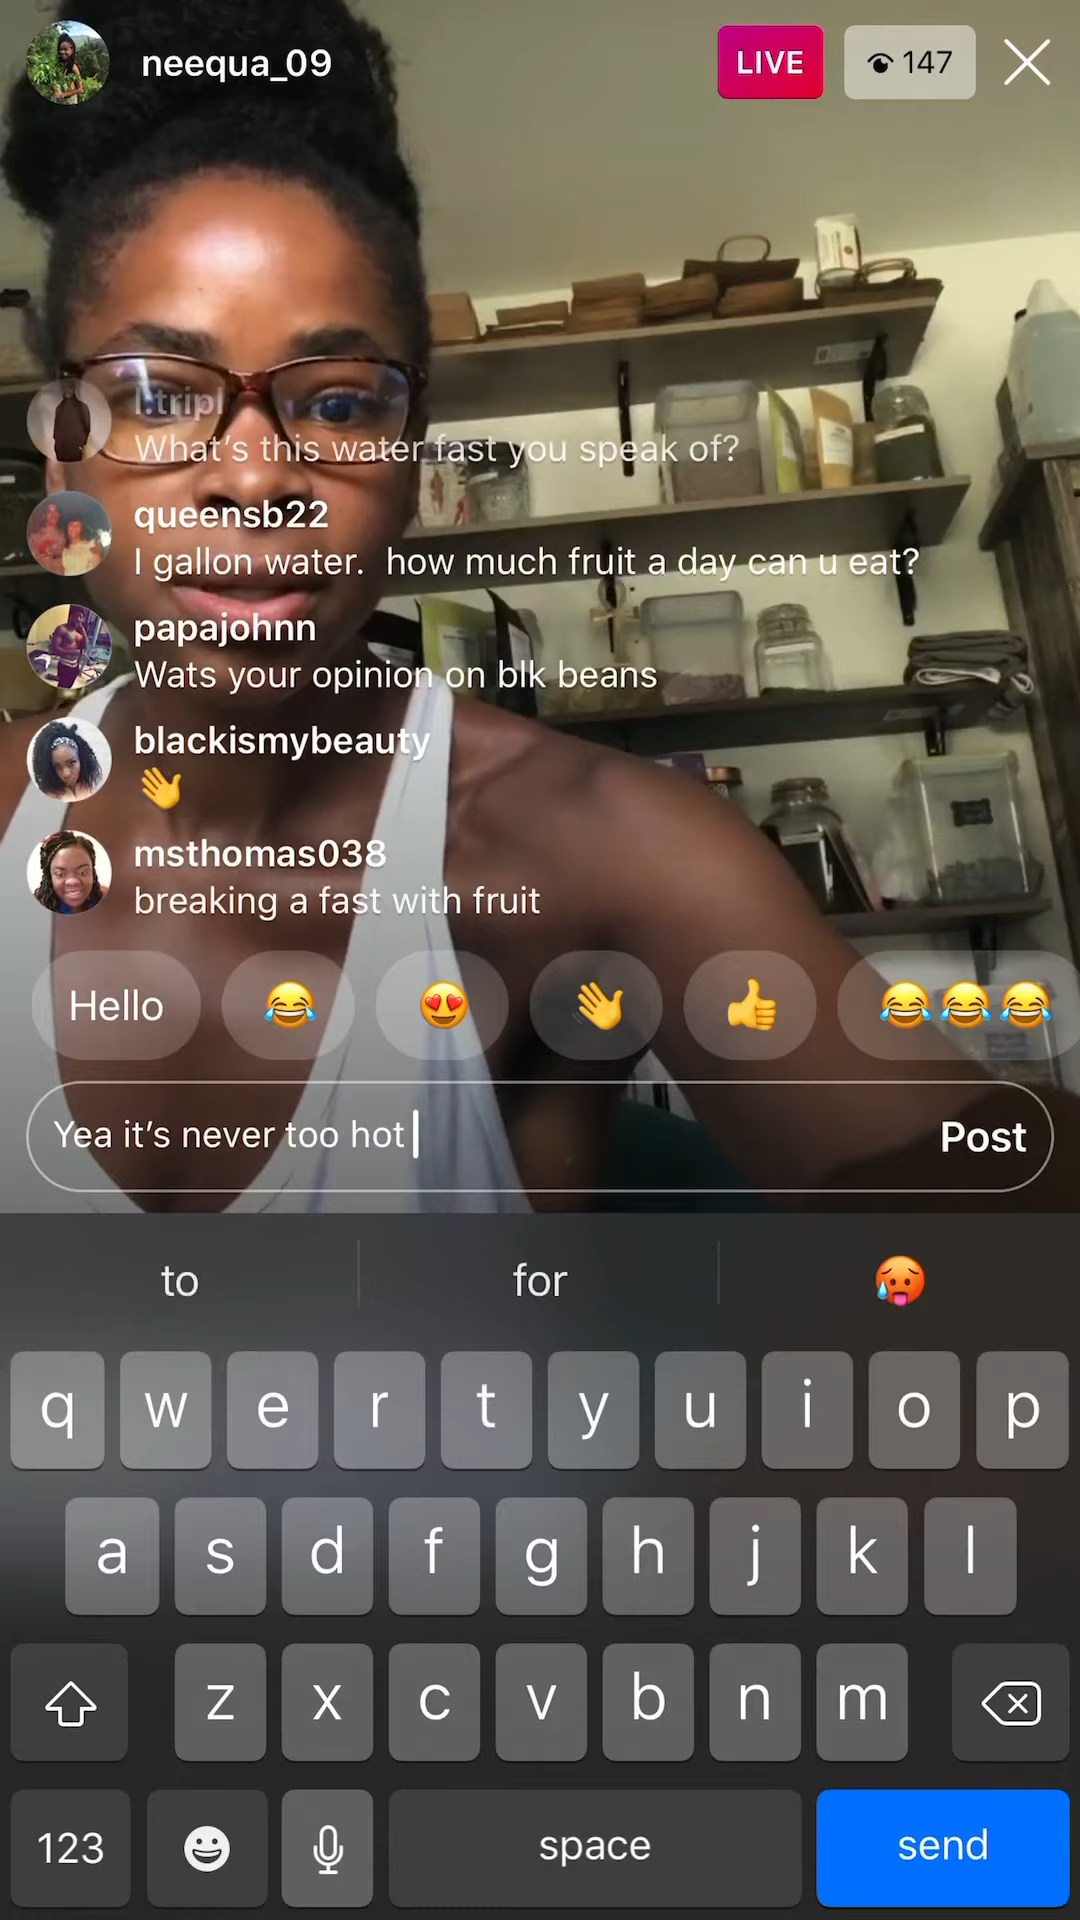 neequa_09
LIVE
147
l.tripl
What's this water fast you speak of?
queensb22
I gallon water.  how much fruit a day can u eat?
papajohnn
Wats your opinion on blk beans
blackismybeauty
👋
msthomas038
breaking a fast with fruit
Hello 😂 😍 👋 👍 😂😂😂
Yea it's never too hot
Post
to for 🥵
q w e r t y u i o p
a s d f g h j k l
z x c v b n m
123 space send